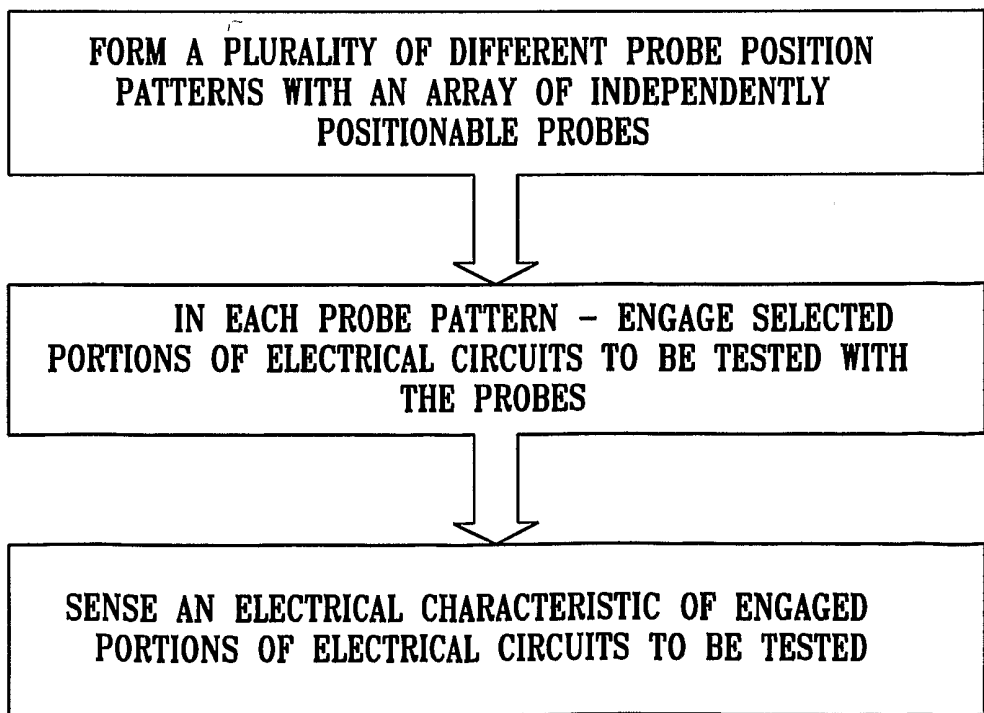 FORM A PLURALITY OF DIFFERENT PROBE POSITION
PATTERNS WITH AN ARRAY OF INDEPENDENTLY
POSITIONABLE PROBES
IN EACH PROBE PATTERN – ENGAGE SELECTED
PORTIONS OF ELECTRICAL CIRCUITS TO BE TESTED WITH
THE PROBES
SENSE AN ELECTRICAL CHARACTERISTIC OF ENGAGED
PORTIONS OF ELECTRICAL CIRCUITS TO BE TESTED